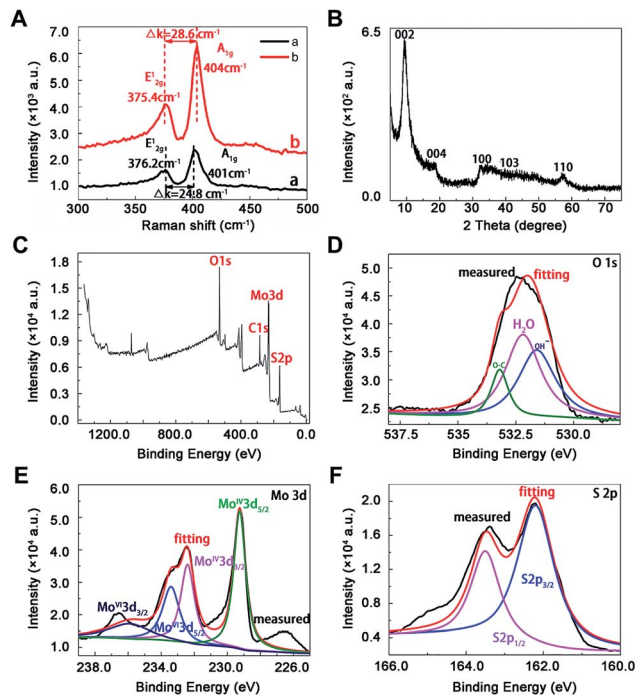 A
△k=28.6 cm⁻¹
7.0
6.0
5.0
4.0
3.0
2.0
1.0
A₁g
404cm⁻¹
E¹₂g
375.4cm⁻¹
a
b
b
E¹₂g
376.2cm⁻¹
A₁g
401cm⁻¹
a
△k=24.8 cm⁻¹
300 350 400 450 500
Raman shift (cm⁻¹)
Intensity (×10³ a.u.)
B
6.5
0.0
Intensity (×10² a.u.)
002
004
100
103
110
10 20 30 40 50 60 70
2 Theta (degree)
C
1.8
1.5
1.2
0.9
0.6
0.3
0.0
Intensity (×10⁴ a.u.)
O1s
Mo3d
C1s
S2p
1200.0 800.0 400.0 0.0
Binding Energy (eV)
D
O 1s
5.0
4.5
4.0
3.5
3.0
2.5
Intensity (×10⁴ a.u.)
measured
fitting
H₂O
OH⁻
O-C
537.5 535.0 532.5 530.0
Binding Energy (eV)
E
Mo 3d
6.0
5.0
4.0
3.0
2.0
1.0
Intensity (×10⁴ a.u.)
Moᴵⱽ3d₅/₂
fitting
Moᴵⱽ3d₃/₂
Moⱽᴵ3d₃/₂
Moⱽᴵ3d₅/₂
measured
238.0 234.0 230.0 226.0
Binding Energy (eV)
F
S 2p
2.0
1.6
1.2
0.8
0.4
Intensity (×10⁴ a.u.)
fitting
measured
S2p₃/₂
S2p₁/₂
166.0 164.0 162.0 160.0
Binding Energy (eV)